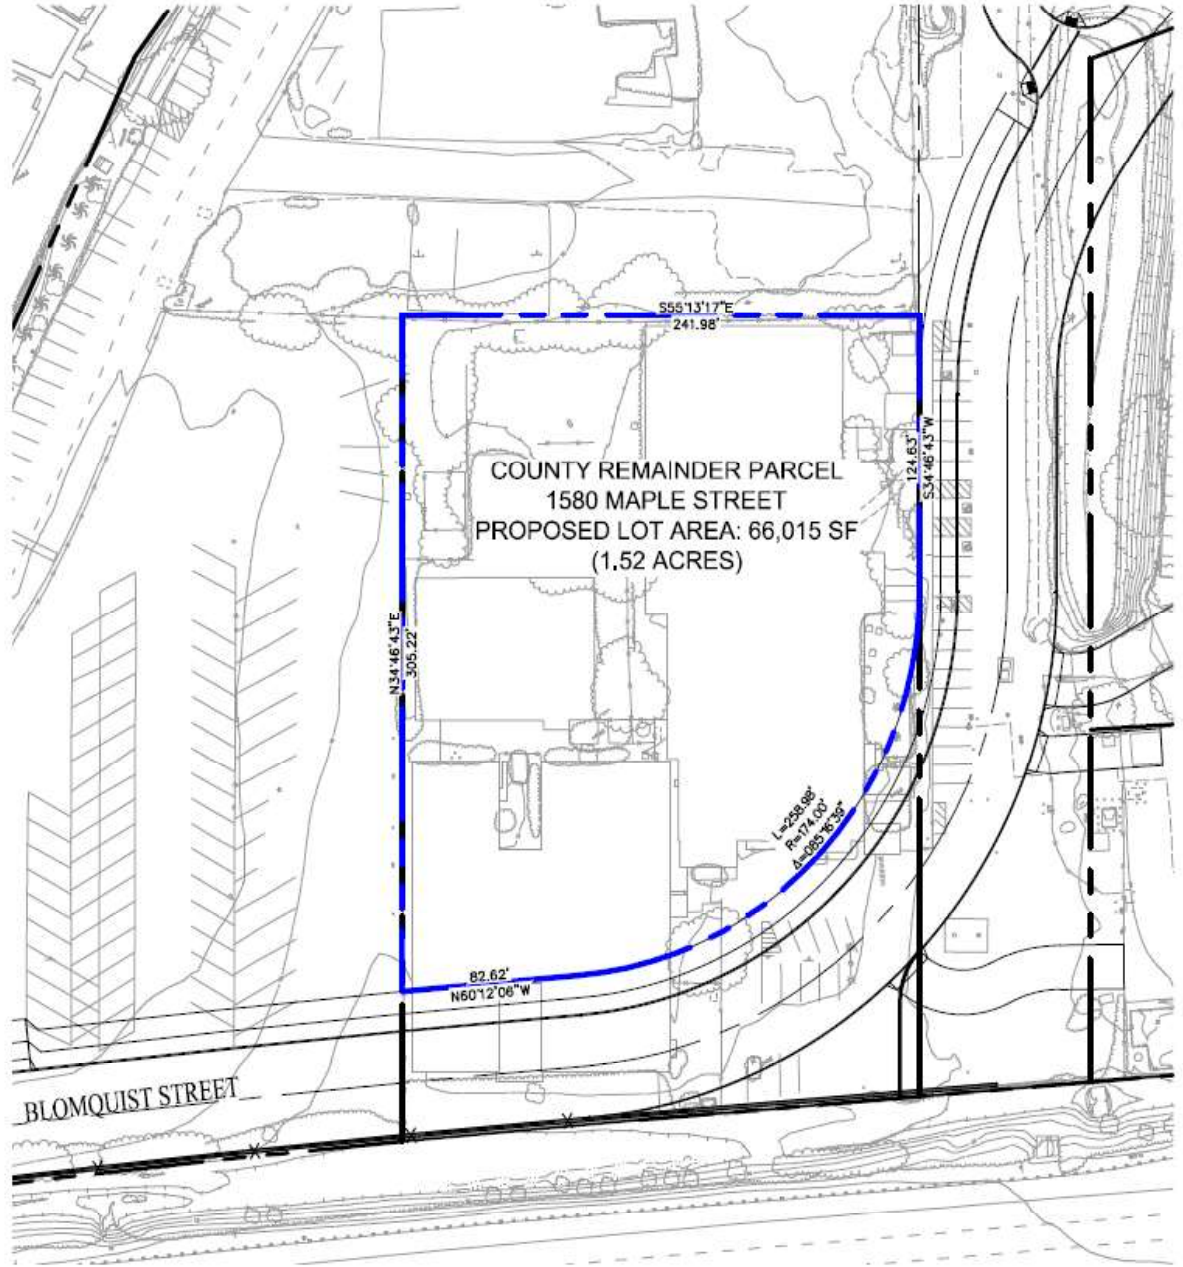 S55°13'17"E
241.98'
COUNTY REMAINDER PARCEL
1580 MAPLE STREET
PROPOSED LOT AREA: 66,015 SF
(1.52 ACRES)
124.63'
S34°46'43"W
N34°46'43"E
305.22'
L=258.98'
R=174.00'
Δ=085°16'39"
82.62'
N60°12'06"W
BLOMQUIST STREET